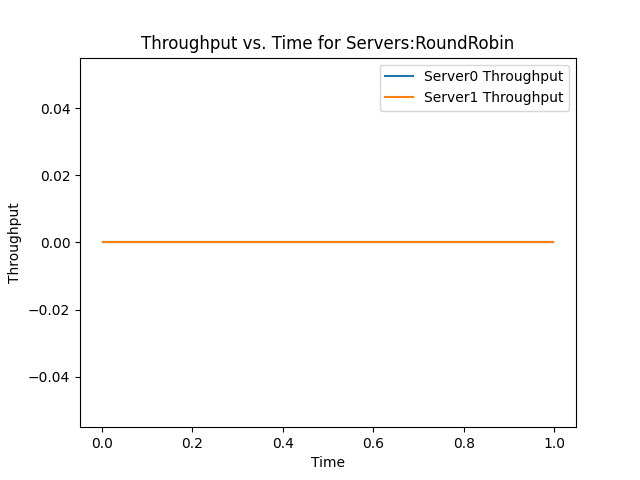 Throughput vs. Time for Servers:RoundRobin
Server0 Throughput
Server1 Throughput
0.04
0.02
0.00
−0.02
−0.04
Throughput
0.0 0.2 0.4 0.6 0.8 1.0
Time